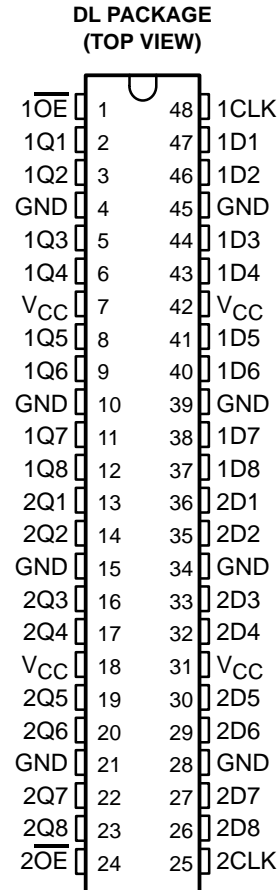 DL PACKAGE
(TOP VIEW)
1O̅E̅ 1 48 1CLK
1Q1 2 47 1D1
1Q2 3 46 1D2
GND 4 45 GND
1Q3 5 44 1D3
1Q4 6 43 1D4
VCC 7 42 VCC
1Q5 8 41 1D5
1Q6 9 40 1D6
GND 10 39 GND
1Q7 11 38 1D7
1Q8 12 37 1D8
2Q1 13 36 2D1
2Q2 14 35 2D2
GND 15 34 GND
2Q3 16 33 2D3
2Q4 17 32 2D4
VCC 18 31 VCC
2Q5 19 30 2D5
2Q6 20 29 2D6
GND 21 28 GND
2Q7 22 27 2D7
2Q8 23 26 2D8
2O̅E̅ 24 25 2CLK